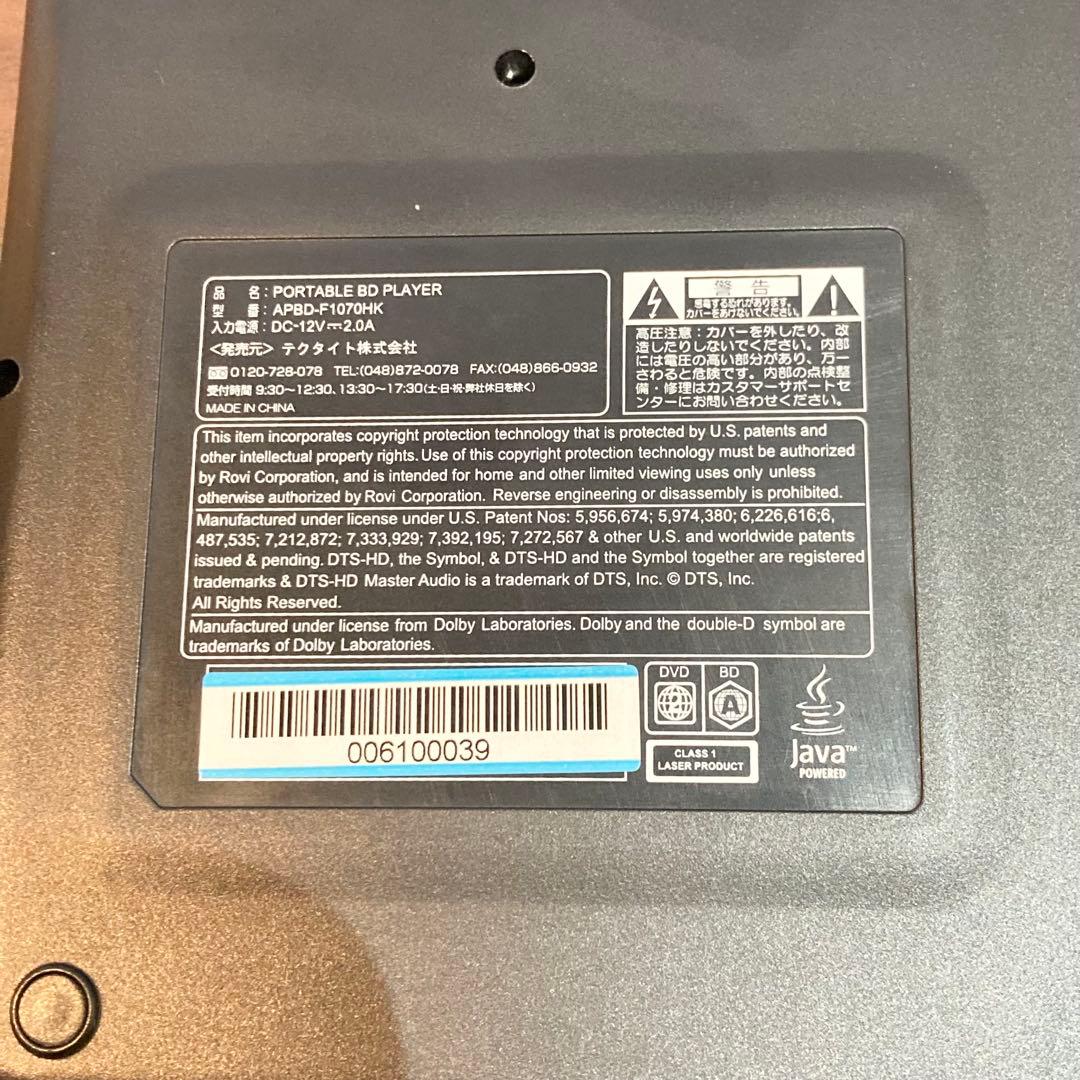 品 名：PORTABLE BD PLAYER
型 番：APBD-F1070HK
入力電源：DC-12V⎓2.0A
＜発売元＞ テクタイト株式会社
0120-728-078 TEL:(048)872-0078 FAX:(048)866-0932
受付時間 9:30～12:30、13:30～17:30(土・日・祝・弊社休日を除く)
MADE IN CHINA
警 告
感電する恐れがあります。
カバーをあけないでください。
高圧注意：カバーを外したり、改
造したりしないでください。内部
には電圧の高い部分があり、万一
さわると危険です。内部の点検整
備・修理はカスタマーサポートセ
ンターにお問い合わせください。
This item incorporates copyright protection technology that is protected by U.S. patents and
other intellectual property rights. Use of this copyright protection technology must be authorized
by Rovi Corporation, and is intended for home and other limited viewing uses only unless
otherwise authorized by Rovi Corporation. Reverse engineering or disassembly is prohibited.
Manufactured under license under U.S. Patent Nos: 5,956,674; 5,974,380; 6,226,616;6,
487,535; 7,212,872; 7,333,929; 7,392,195; 7,272,567 & other U.S. and worldwide patents
issued & pending. DTS-HD, the Symbol, & DTS-HD and the Symbol together are registered
trademarks & DTS-HD Master Audio is a trademark of DTS, Inc. © DTS, Inc.
All Rights Reserved.
Manufactured under license from Dolby Laboratories. Dolby and the double-D symbol are
trademarks of Dolby Laboratories.
006100039
DVD BD
2 A
CLASS 1
LASER PRODUCT
Java™
POWERED